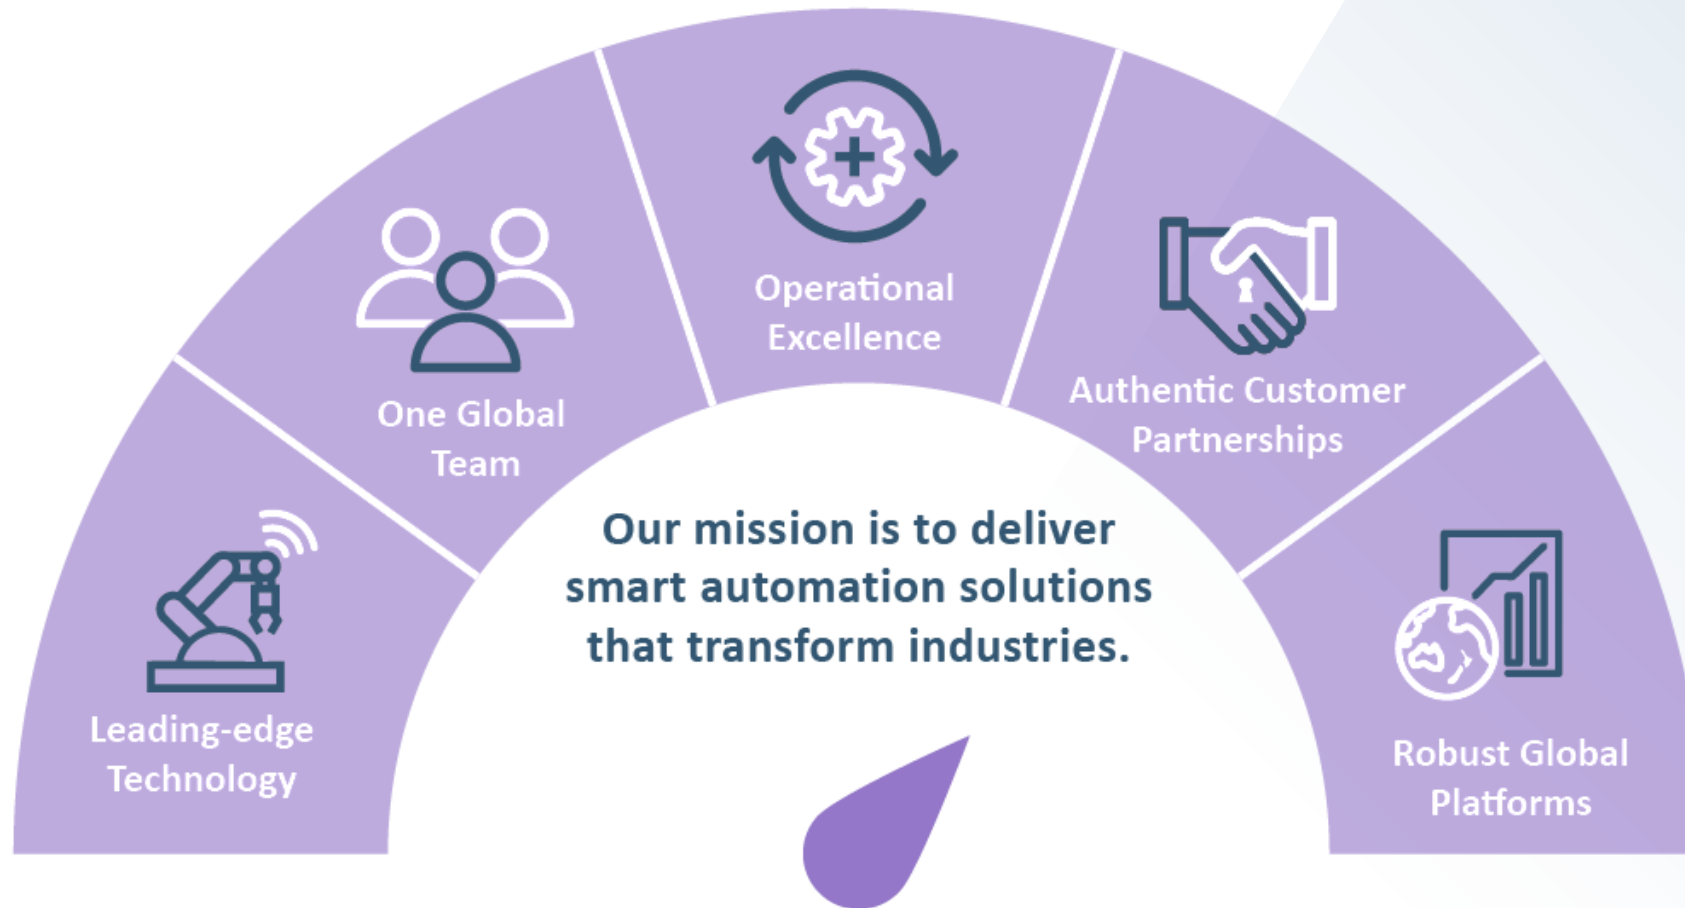 Operational
Excellence
One Global
Team
Authentic Customer
Partnerships
Our mission is to deliver
smart automation solutions
that transform industries.
Leading-edge
Technology
Robust Global
Platforms